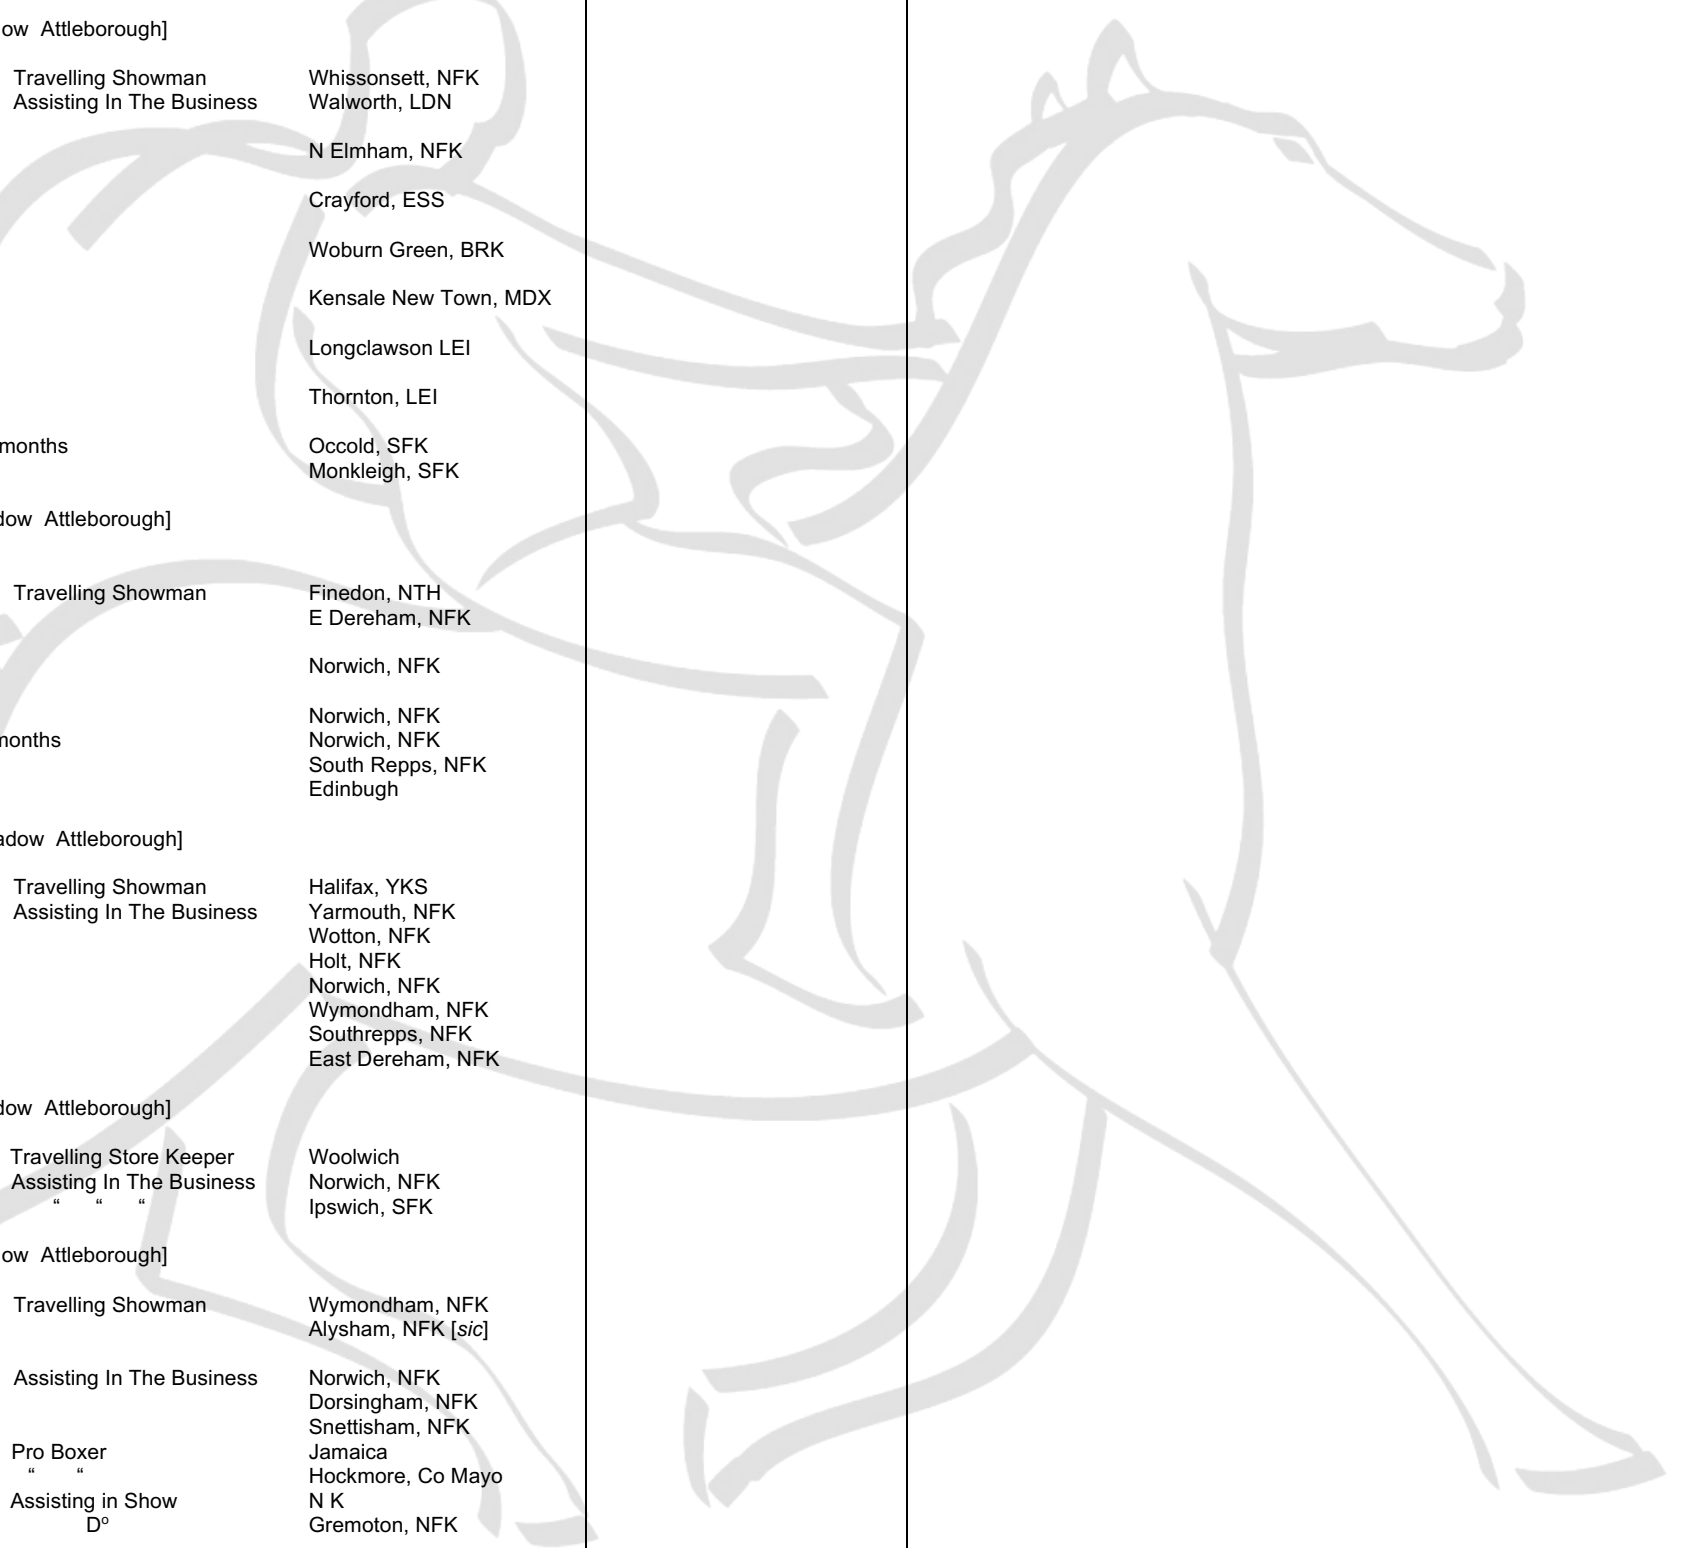 ow Attleborough]
Travelling Showman Whissonsett, NFK
Assisting In The Business Walworth, LDN
N Elmham, NFK
Crayford, ESS
Woburn Green, BRK
Kensale New Town, MDX
Longclawson LEI
Thornton, LEI
months Occold, SFK
Monkleigh, SFK
dow Attleborough]
Travelling Showman Finedon, NTH
E Dereham, NFK
Norwich, NFK
Norwich, NFK
months Norwich, NFK
South Repps, NFK
Edinbugh
adow Attleborough]
Travelling Showman Halifax, YKS
Assisting In The Business Yarmouth, NFK
Wotton, NFK
Holt, NFK
Norwich, NFK
Wymondham, NFK
Southrepps, NFK
East Dereham, NFK
dow Attleborough]
Travelling Store Keeper Woolwich
Assisting In The Business Norwich, NFK
“ “ “ Ipswich, SFK
ow Attleborough]
Travelling Showman Wymondham, NFK
Alysham, NFK [sic]
Assisting In The Business Norwich, NFK
Dorsingham, NFK
Snettisham, NFK
Pro Boxer Jamaica
“ “ Hockmore, Co Mayo
Assisting in Show N K
Dº Gremoton, NFK